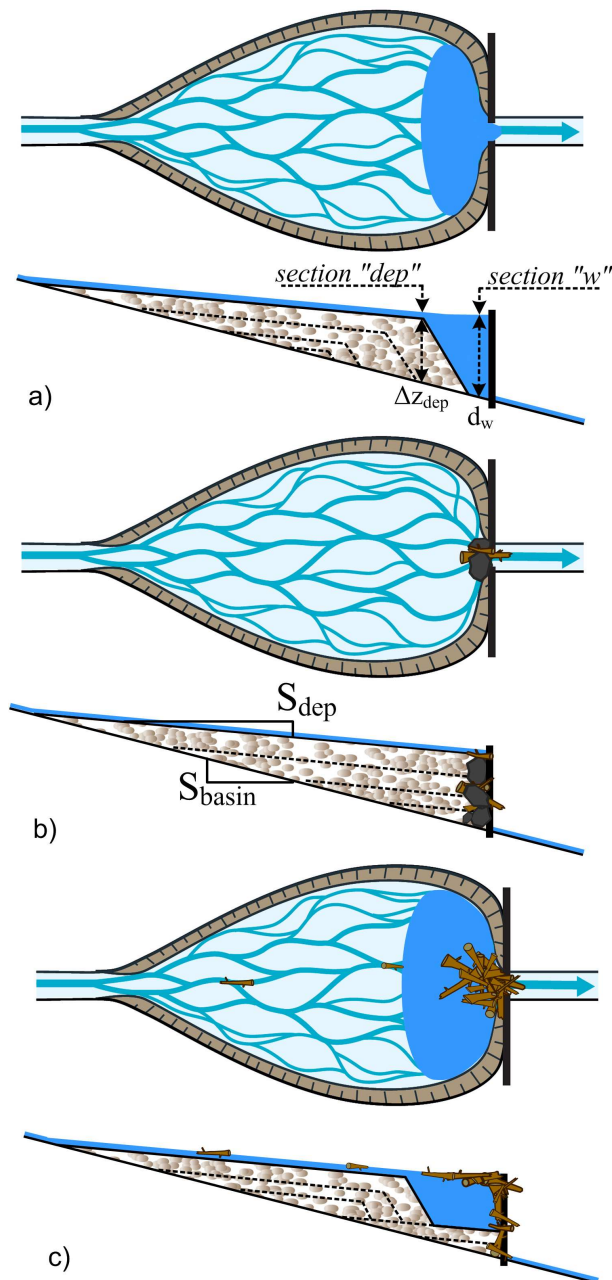 section "dep" section "w"
Δz_dep
d_w
a)
S_dep
S_basin
b)
c)